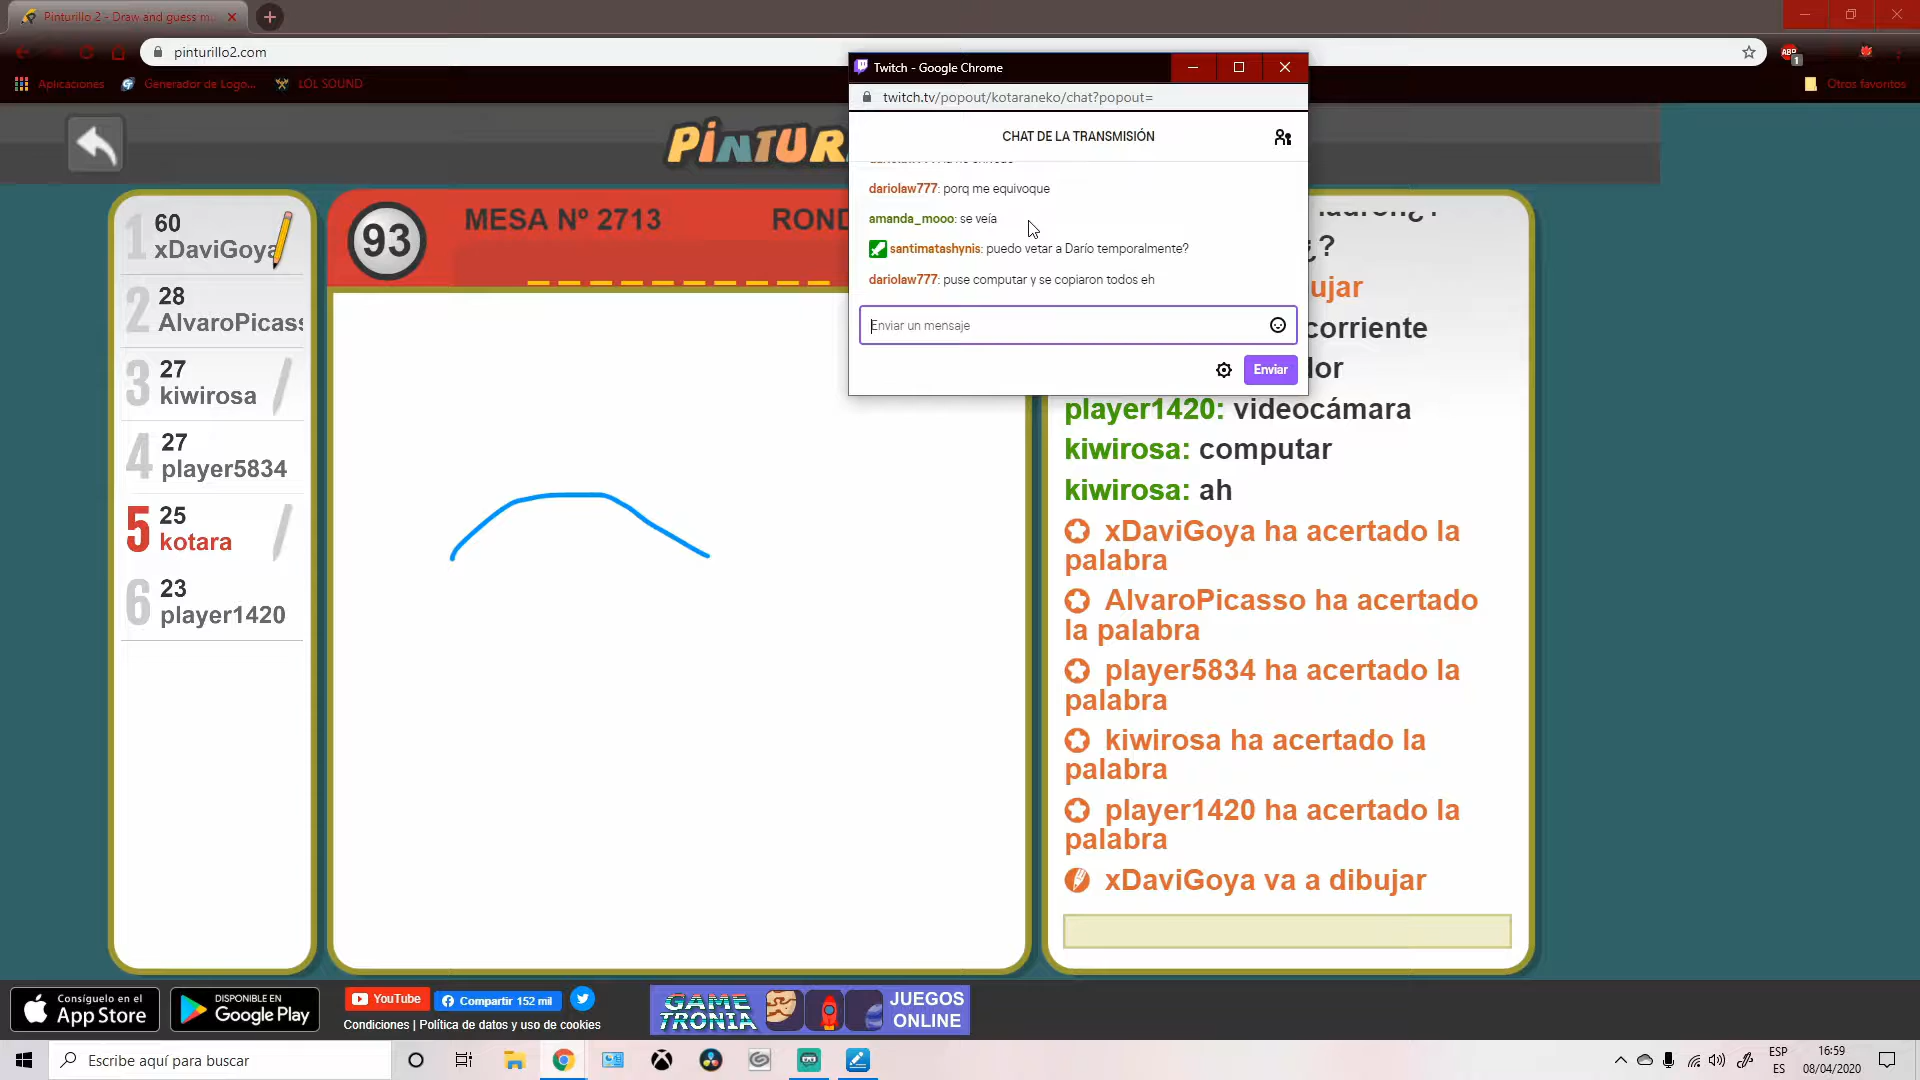 Pinturillo 2 - Draw and guess m...
pinturillo2.com
ABP
1
Aplicaciones
Generador de Logo...
LOL SOUND
Otros favoritos
Twitch - Google Chrome
twitch.tv/popout/kotaraneko/chat?popout=
CHAT DE LA TRANSMISIÓN
dariolaw777: porq me equivoque
amanda_mooo: se veía
santimatashynis: puedo vetar a Darío temporalmente?
dariolaw777: puse computar y se copiaron todos eh
Enviar un mensaje
Enviar
PINTUR
1
60
xDaviGoya
2
28
AlvaroPicass
3
27
kiwirosa
4
27
player5834
5
25
kotara
6
23
player1420
93
MESA Nº 2713
ROND
¿?
ujar
corriente
dor
player1420: videocámara
kiwirosa: computar
kiwirosa: ah
xDaviGoya ha acertado la
palabra
AlvaroPicasso ha acertado
la palabra
player5834 ha acertado la
palabra
kiwirosa ha acertado la
palabra
player1420 ha acertado la
palabra
xDaviGoya va a dibujar
Consíguelo en el
App Store
DISPONIBLE EN
Google Play
YouTube
Compartir 152 mil
Condiciones | Política de datos y uso de cookies
GAME
TRONIA
JUEGOS
ONLINE
Escribe aquí para buscar
ESP
ES
16:59
08/04/2020